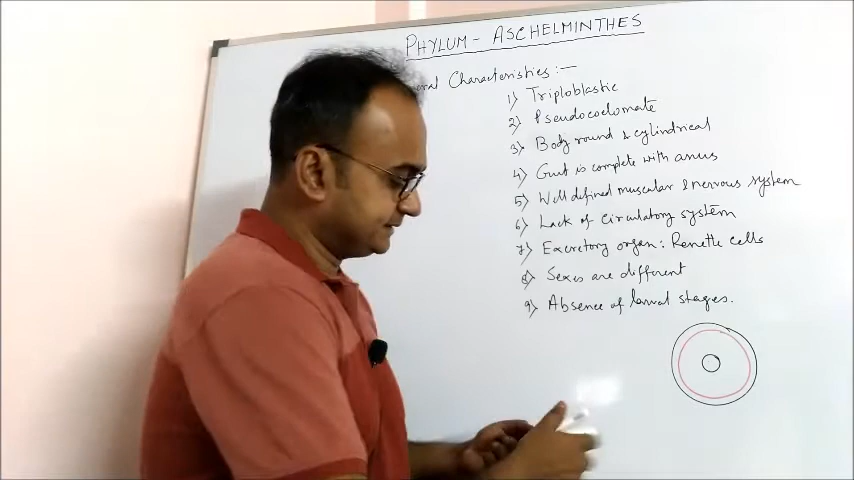 PHYLUM - ASCHELMINTHES
Characteristics :-
1) Triploblastic
2) Pseudocoelomate
3) Body round & cylindrical
4) Gut is complete with anus
5) Well defined muscular & nervous system
6) Lack of circulatory system
7) Excretory organ: Renette cells
8) Sexes are different
9) Absence of larval stages.